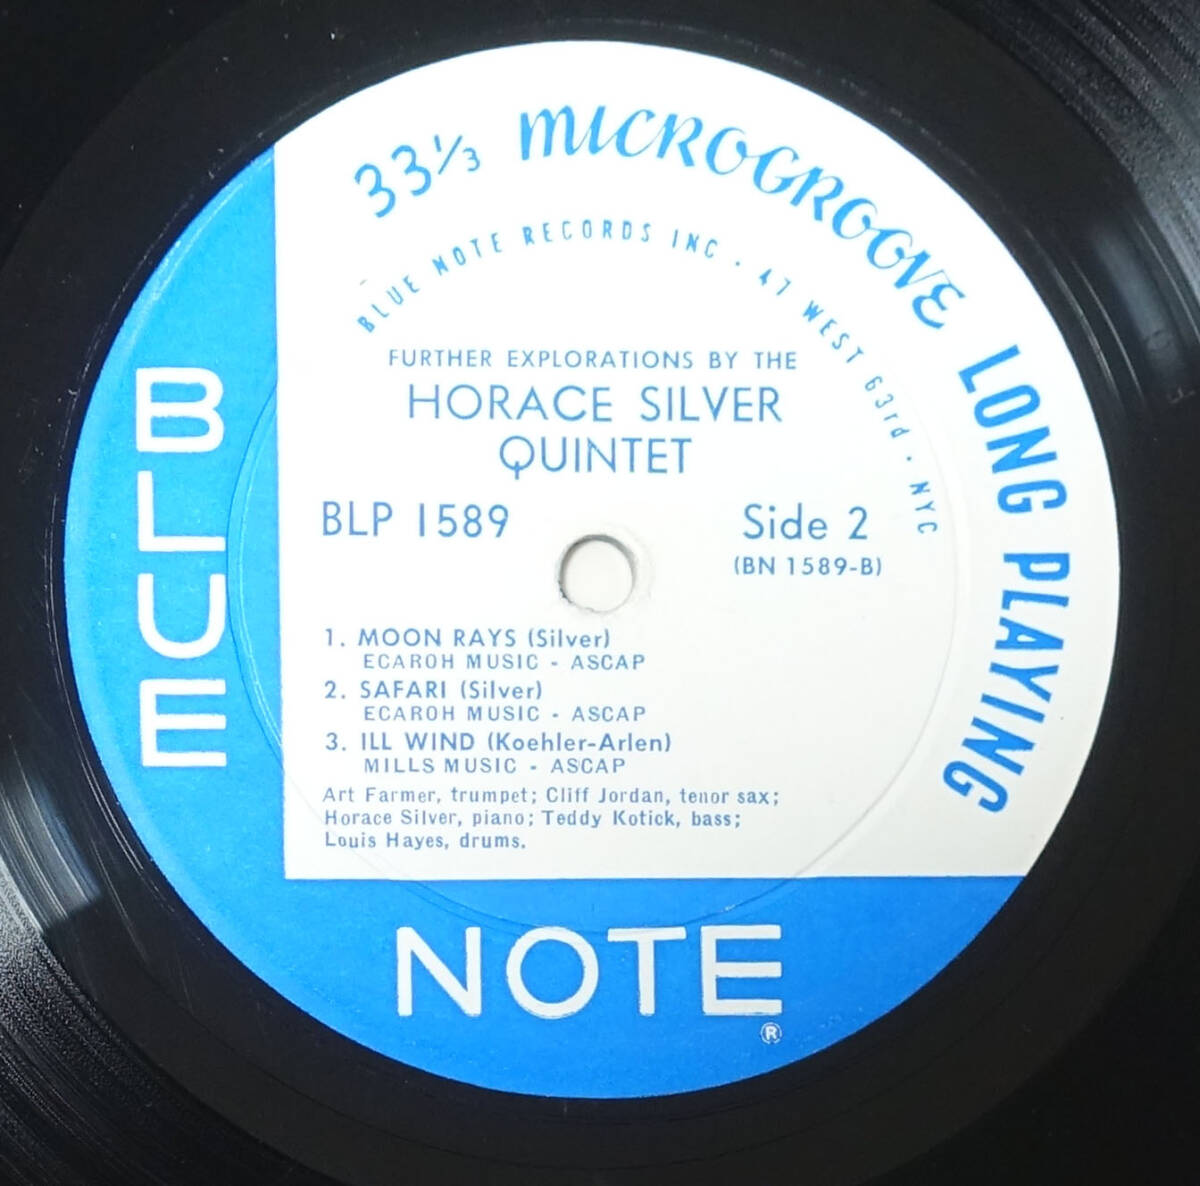 33⅓ MICROGROOVE LONG PLAYING
BLUE NOTE RECORDS INC · 47 WEST 63rd · NYC
FURTHER EXPLORATIONS BY THE
HORACE SILVER
QUINTET
BLP 1589
Side 2
(BN 1589-B)
1. MOON RAYS (Silver)
ECAROH MUSIC - ASCAP
2. SAFARI (Silver)
ECAROH MUSIC - ASCAP
3. ILL WIND (Koehler-Arlen)
MILLS MUSIC - ASCAP
Art Farmer, trumpet; Cliff Jordan, tenor sax;
Horace Silver, piano; Teddy Kotick, bass;
Louis Hayes, drums.
BLUE
NOTE
®